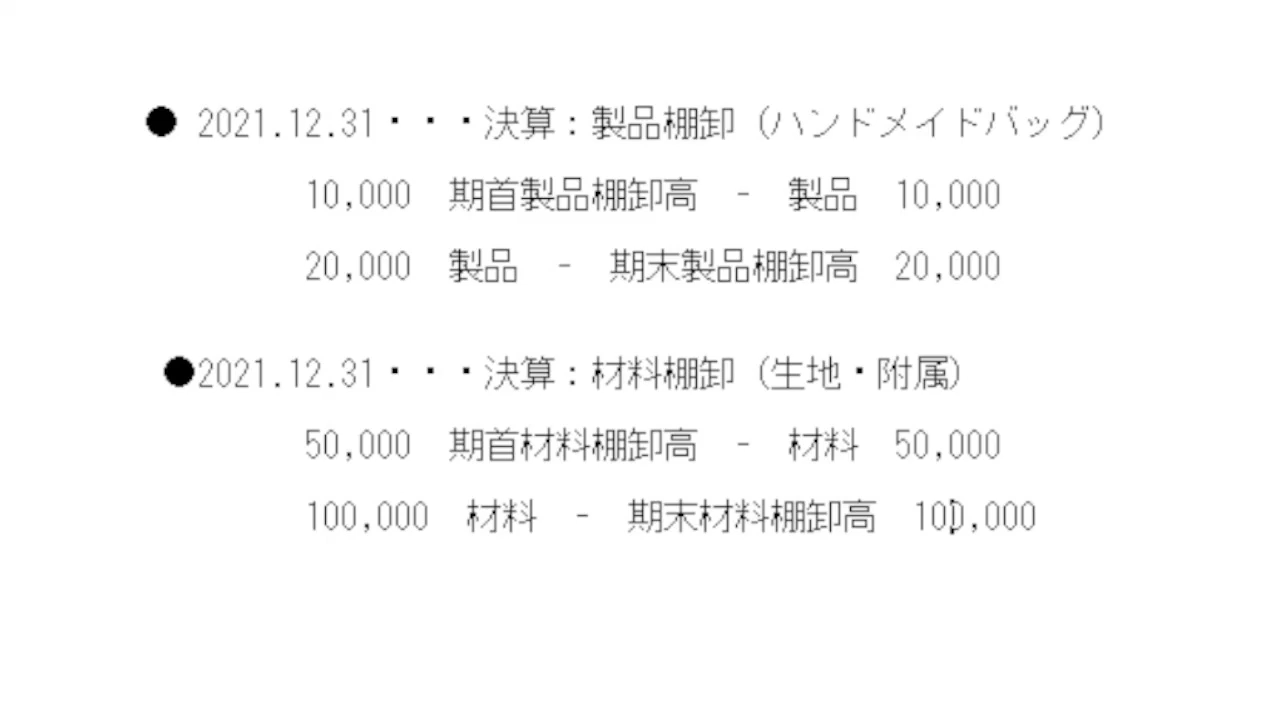 ● 2021.12.31・・・決算：製品棚卸（ハンドメイドバッグ）
10,000　期首製品棚卸高　-　製品　10,000
20,000　製品　-　期末製品棚卸高　20,000
●2021.12.31・・・決算：材料棚卸（生地・附属）
50,000　期首材料棚卸高　-　材料　50,000
100,000　材料　-　期末材料棚卸高　100,000